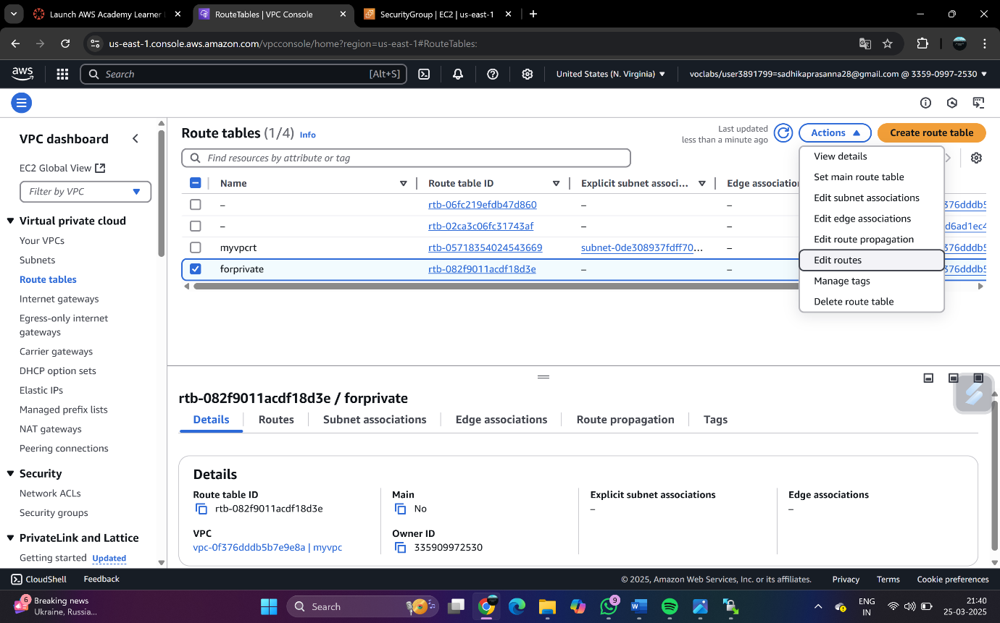 Launch AWS Academy Learner
RouteTables | VPC Console
SecurityGroup | EC2 | us-east-1
us-east-1.console.aws.amazon.com/vpcconsole/home?region=us-east-1#RouteTables:
aws
Search
[Alt+S]
United States (N. Virginia)
voclabs/user3891799=sadhikaprasanna28@gmail.com @ 3359-0997-2530
VPC dashboard
EC2 Global View
Filter by VPC
Virtual private cloud
Your VPCs
Subnets
Route tables
Internet gateways
Egress-only internet
gateways
Carrier gateways
DHCP option sets
Elastic IPs
Managed prefix lists
NAT gateways
Peering connections
Security
Network ACLs
Security groups
PrivateLink and Lattice
Getting started Updated
Route tables (1/4) Info
Last updated
less than a minute ago
Actions
Create route table
Find resources by attribute or tag
View details
Set main route table
Edit subnet associations
Edit edge associations
Edit route propagation
Edit routes
Manage tags
Delete route table
Name Route table ID Explicit subnet associ... Edge association
– rtb-06fc219efdb47d860 – – 376dddb5
– rtb-02ca3c06fc31743af – – d6ad1ec4
myvpcrt rtb-05718354024543669 subnet-0de308937fdff70... – 376dddb5
forprivate rtb-082f9011acdf18d3e – – 376dddb5
rtb-082f9011acdf18d3e / forprivate
Details Routes Subnet associations Edge associations Route propagation Tags
Details
Route table ID
rtb-082f9011acdf18d3e
Main
No
Explicit subnet associations
–
Edge associations
–
VPC
vpc-0f376dddb5b7e9e8a | myvpc
Owner ID
335909972530
CloudShell Feedback
© 2025, Amazon Web Services, Inc. or its affiliates. Privacy Terms Cookie preferences
6
Breaking news
Ukraine, Russia...
Search
9
ENG
IN
21:40
25-03-2025